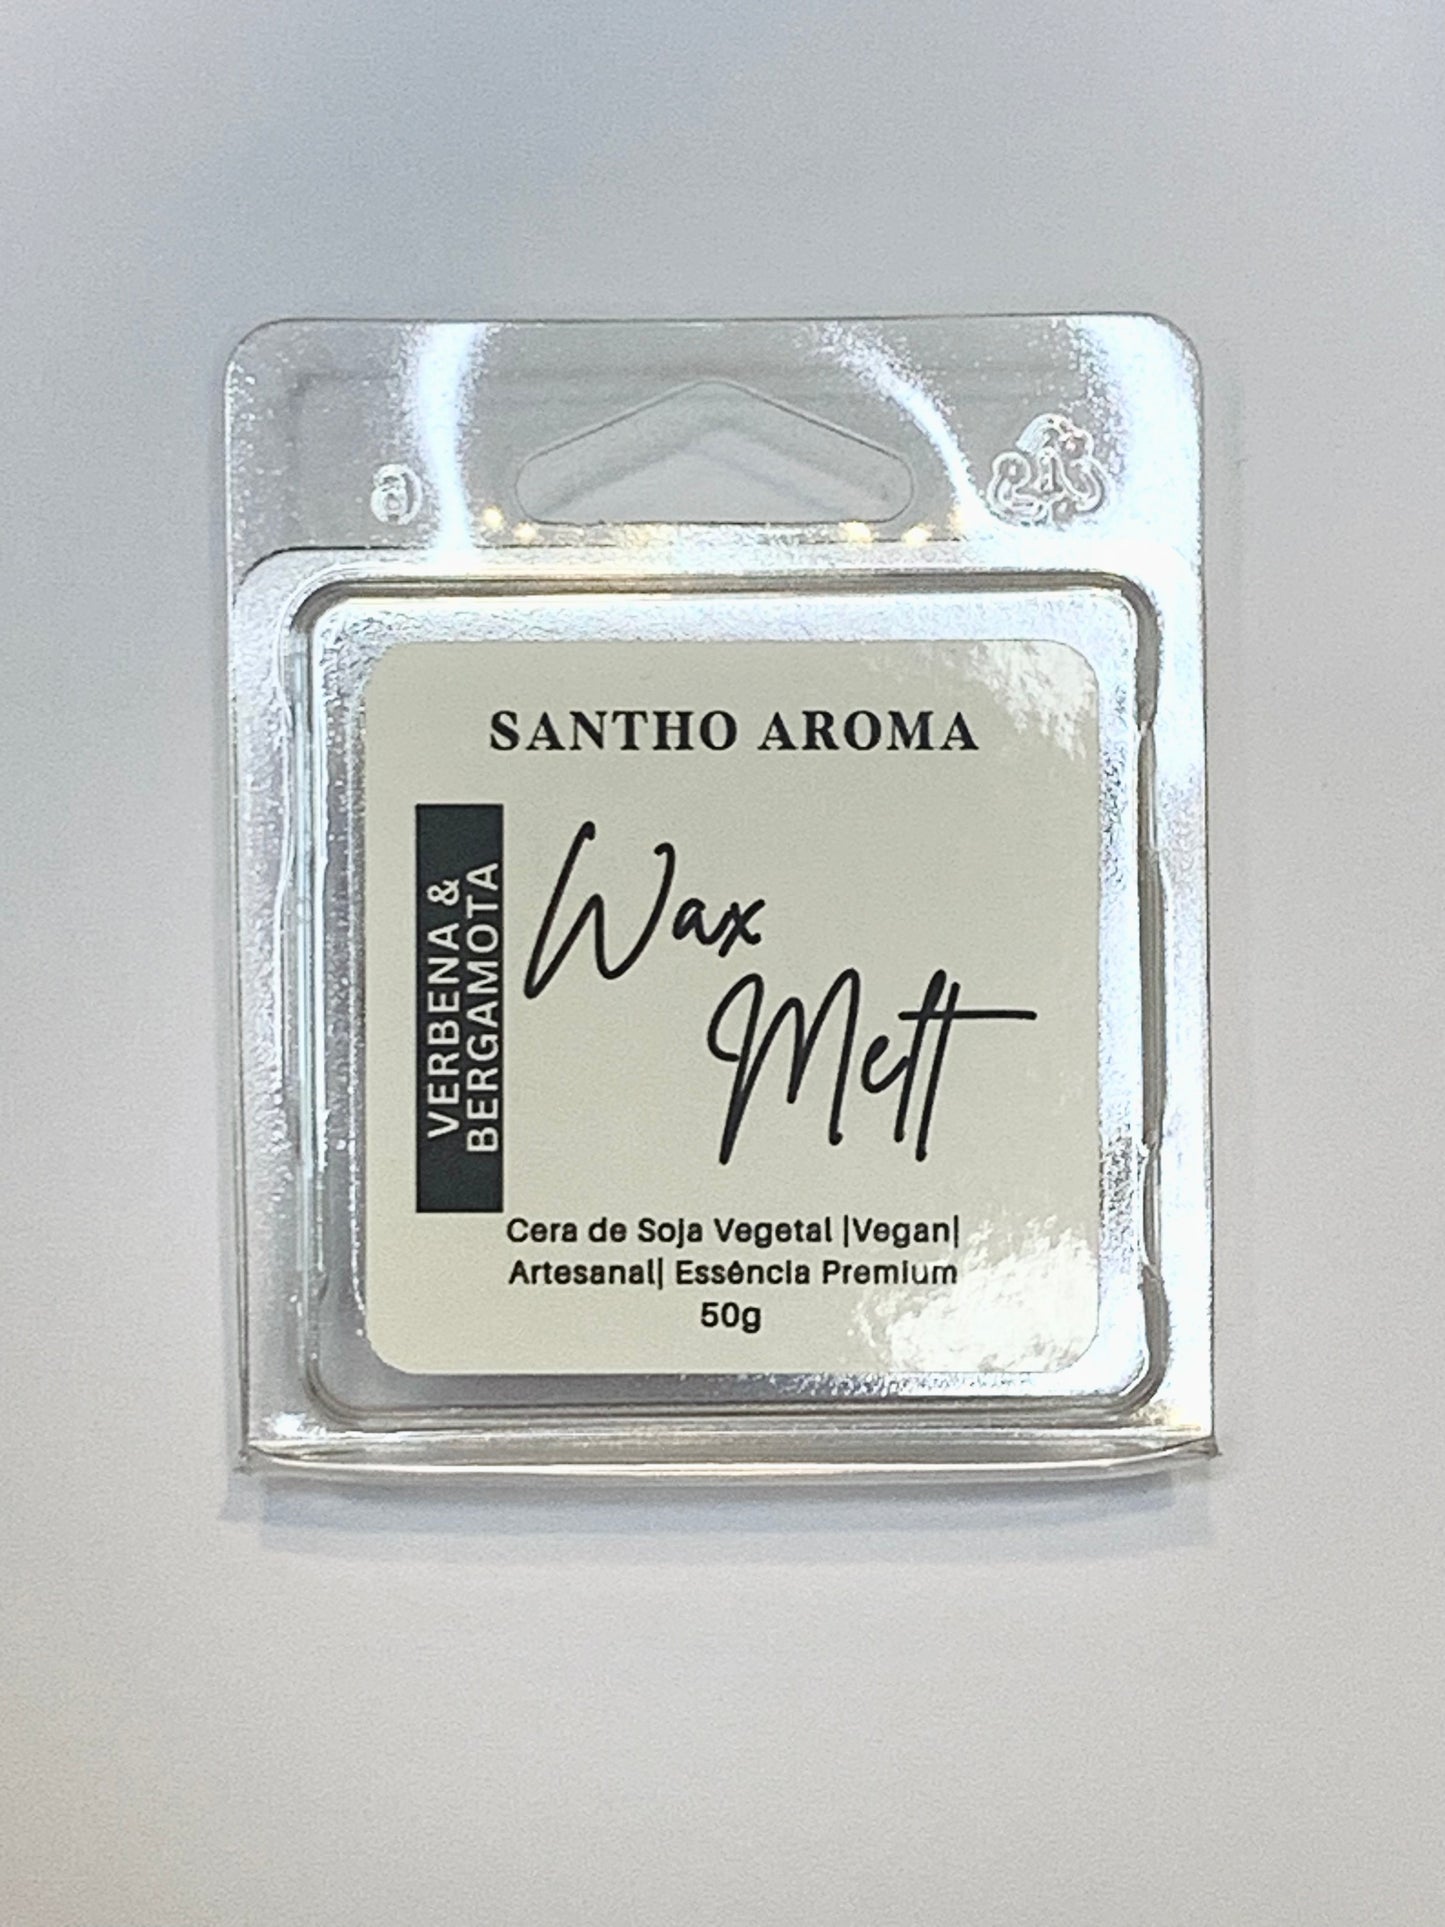 SANTHO AROMA
VERBENA &
BERGAMOTA
Wax
Melt
Cera de Soja Vegetal |Vegan|
Artesanal| Essência Premium
50g